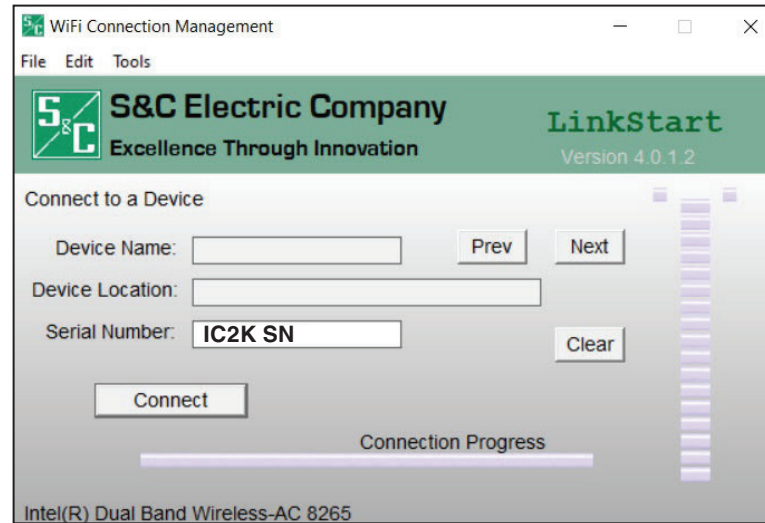 WiFi Connection Management
File Edit Tools
S&C
S&C Electric Company
Excellence Through Innovation
LinkStart
Version 4.0.1.2
Connect to a Device
Device Name:
Prev Next
Device Location:
Serial Number: IC2K SN
Clear
Connect
Connection Progress
Intel(R) Dual Band Wireless-AC 8265